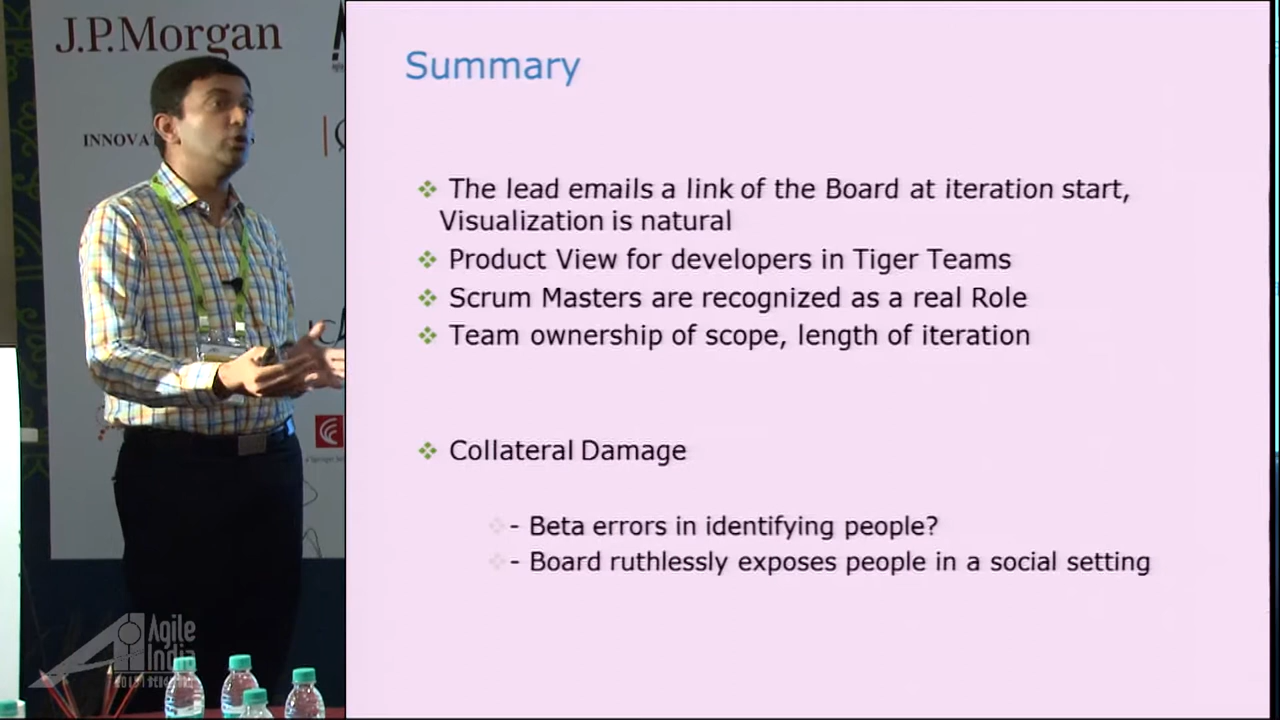 J.P.Morgan
INNOVA
Summary
The lead emails a link of the Board at iteration start,
Visualization is natural
Product View for developers in Tiger Teams
Scrum Masters are recognized as a real Role
Team ownership of scope, length of iteration
Collateral Damage
- Beta errors in identifying people?
- Board ruthlessly exposes people in a social setting
Agile
India